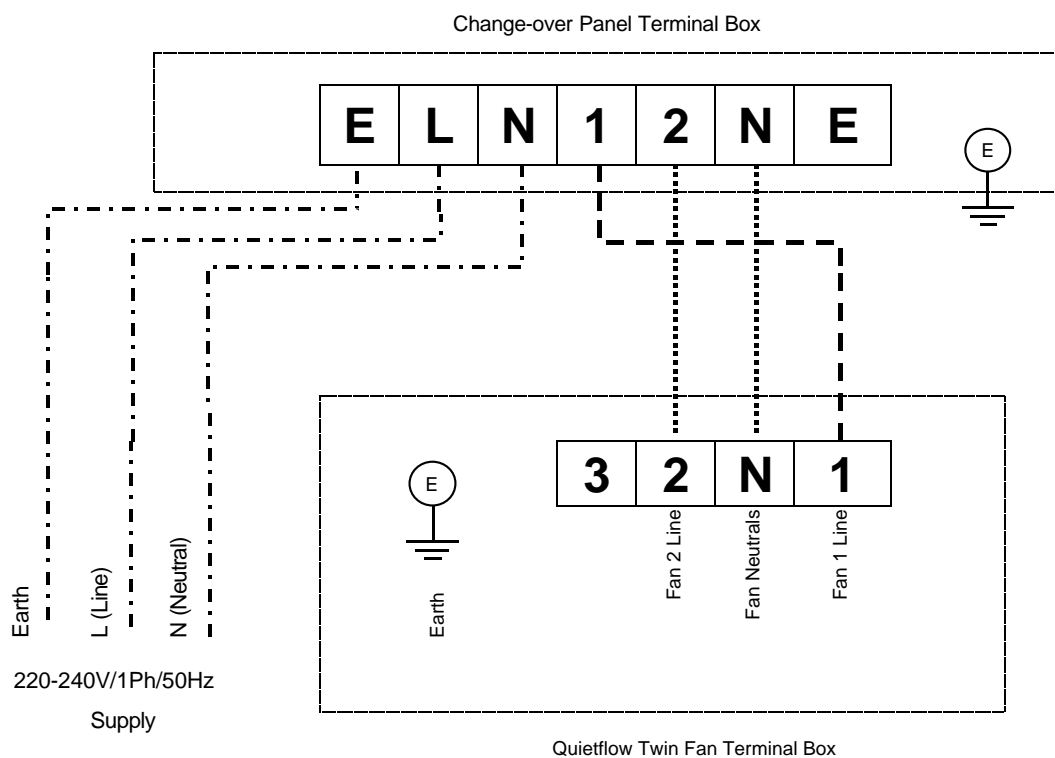 Change-over Panel Terminal Box
E L N 1 2 N E
E
3 2 N 1
E
Fan 2 Line
Fan Neutrals
Fan 1 Line
Earth
Earth
L (Line)
N (Neutral)
220-240V/1Ph/50Hz
Supply
Quietflow Twin Fan Terminal Box